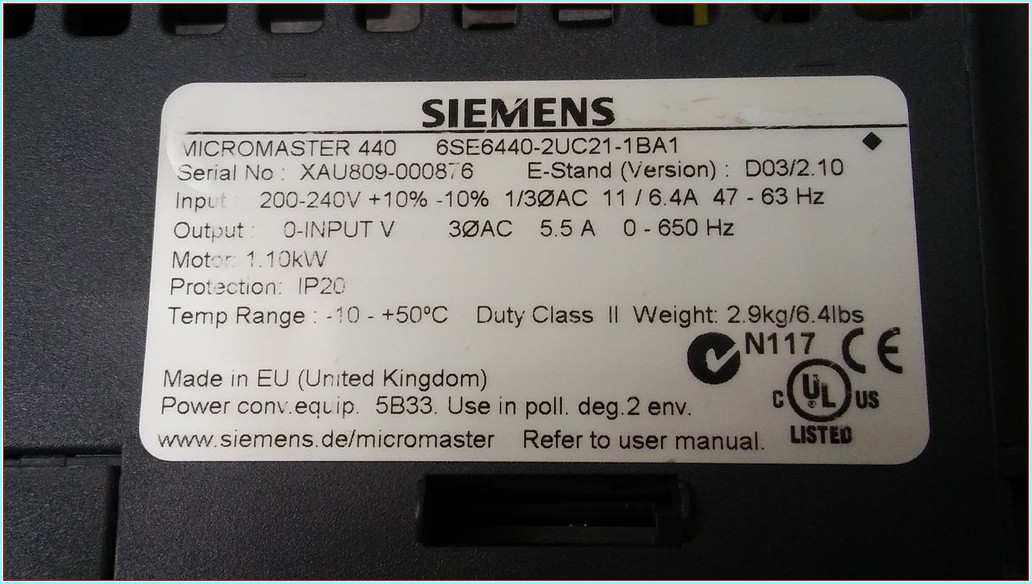 SIEMENS
MICROMASTER 440 6SE6440-2UC21-1BA1
Serial No : XAU809-000876 E-Stand (Version) : D03/2.10
Input : 200-240V +10% -10% 1/3ØAC 11 / 6.4A 47 - 63 Hz
Output : 0-INPUT V 3ØAC 5.5 A 0 - 650 Hz
Motor: 1.10kW
Protection: IP20
Temp Range : -10 - +50ºC Duty Class II Weight: 2.9kg/6.4lbs
N117 CE
Made in EU (United Kingdom)
C UL US
Power conv.equip. 5B33. Use in poll. deg.2 env.
LISTED
www.siemens.de/micromaster Refer to user manual.